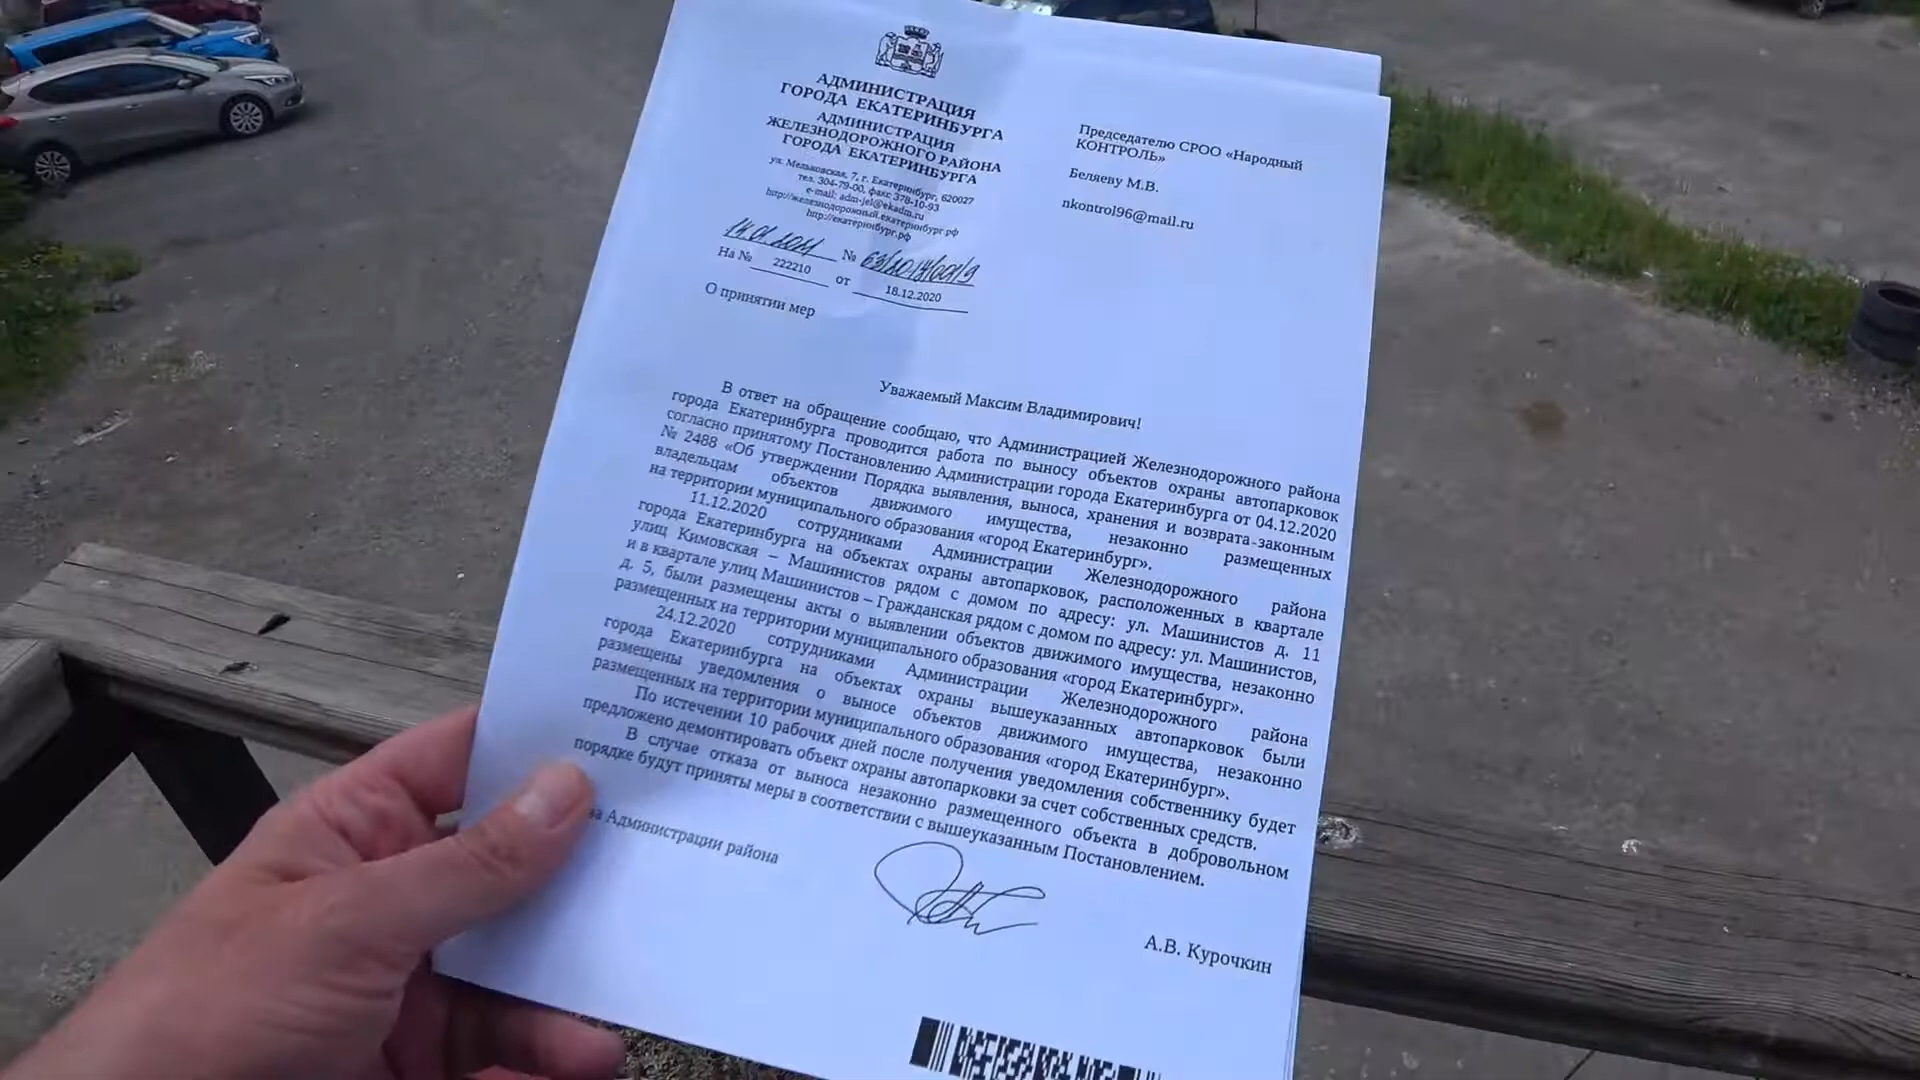 АДМИНИСТРАЦИЯ
ГОРОДА ЕКАТЕРИНБУРГА
АДМИНИСТРАЦИЯ
ЖЕЛЕЗНОДОРОЖНОГО РАЙОНА
ГОРОДА ЕКАТЕРИНБУРГА
ул. Мельковская, 7, г. Екатеринбург, 620027
тел. 304-79-00, факс 378-10-93
e-mail: adm-jel@ekadm.ru
http://железнодорожный.екатеринбург.рф
http://екатеринбург.рф
14.01.2021 №
На № 222210 от 18.12.2020
О принятии мер
Председателю СРОО «Народный
КОНТРОЛЬ»
Беляеву М.В.
nkontrol96@mail.ru
Уважаемый Максим Владимирович!
В ответ на обращение сообщаю, что Администрацией Железнодорожного района
города Екатеринбурга проводится работа по выносу объектов охраны автопарковок
согласно принятому Постановлению Администрации города Екатеринбурга от 04.12.2020
№ 2488 «Об утверждении Порядка выявления, выноса, хранения и возврата законным
владельцам объектов движимого имущества, незаконно размещенных
на территории муниципального образования «город Екатеринбург».
11.12.2020 сотрудниками Администрации Железнодорожного района
города Екатеринбурга на объектах охраны автопарковок, расположенных в квартале
улиц Кимовская – Машинистов рядом с домом по адресу: ул. Машинистов д. 11
и в квартале улиц Машинистов – Гражданская рядом с домом по адресу: ул. Машинистов,
д. 5, были размещены акты о выявлении объектов движимого имущества, незаконно
размещенных на территории муниципального образования «город Екатеринбург».
24.12.2020 сотрудниками Администрации Железнодорожного района
города Екатеринбурга на объектах охраны вышеуказанных автопарковок были
размещены уведомления о выносе объектов движимого имущества, незаконно
размещенных на территории муниципального образования «город Екатеринбург».
По истечении 10 рабочих дней после получения уведомления собственнику будет
предложено демонтировать объект охраны автопарковки за счет собственных средств.
В случае отказа от выноса незаконно размещенного объекта в добровольном
порядке будут приняты меры в соответствии с вышеуказанным Постановлением.
Администрации района
А.В. Курочкин